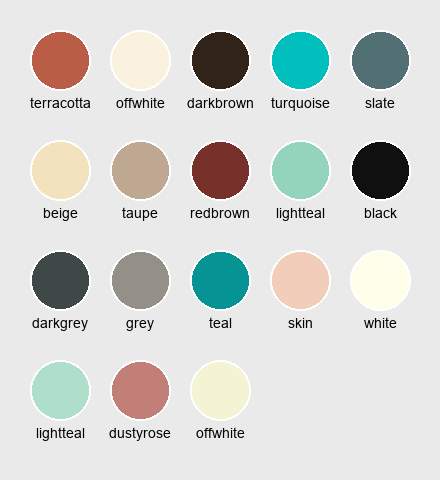 terracotta offwhite darkbrown turquoise slate
beige taupe redbrown lightteal black
darkgrey grey teal skin white
lightteal dustyrose offwhite